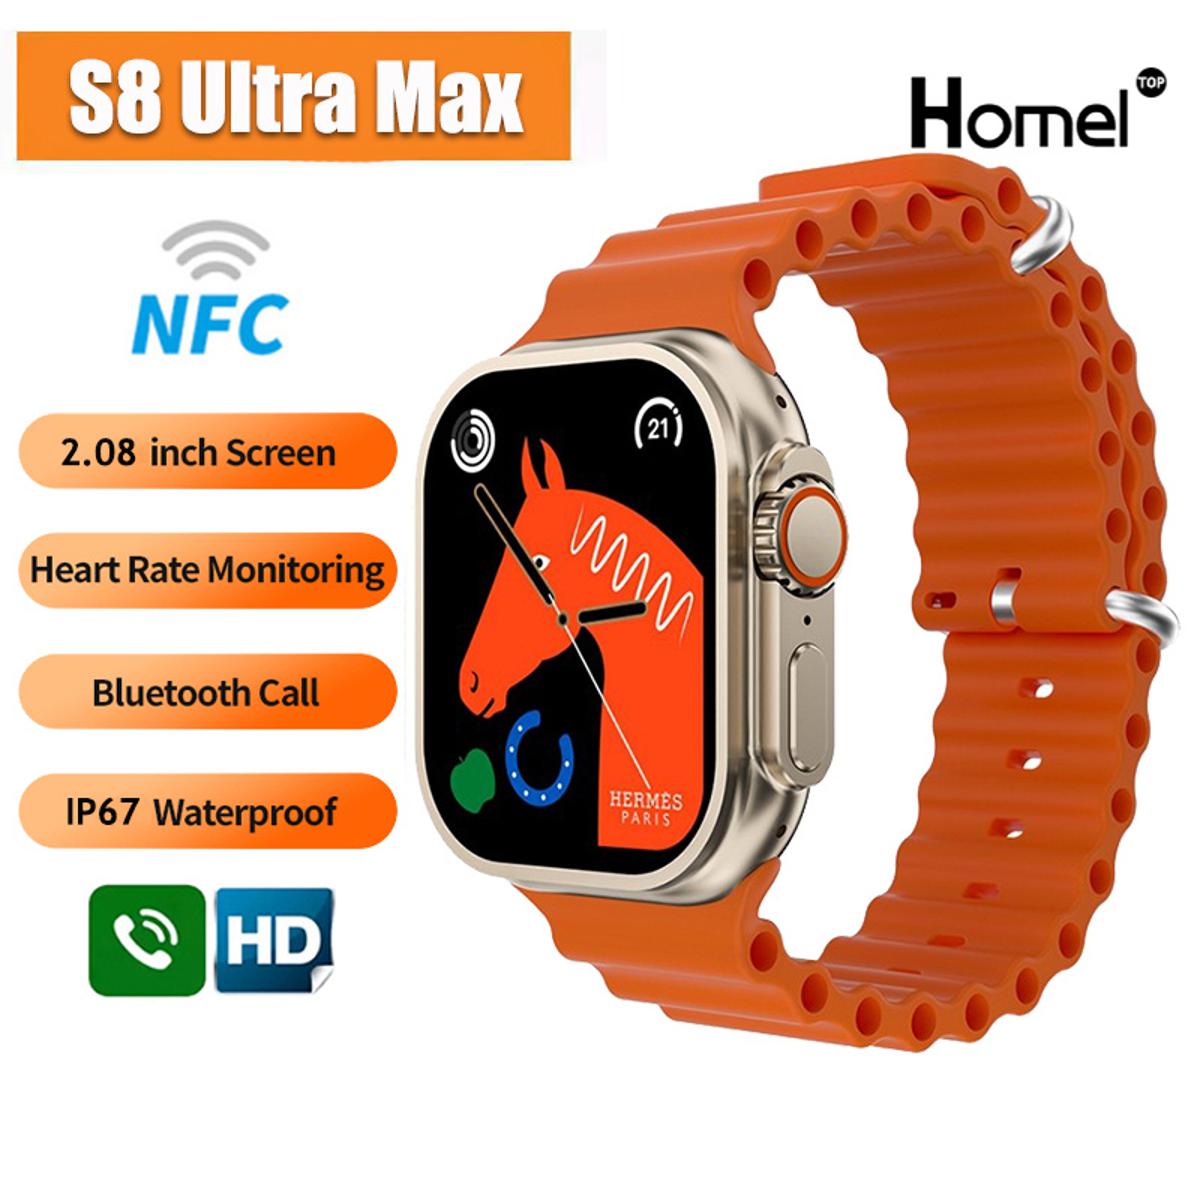 S8 Ultra Max
Homel TOP
NFC
2.08 inch Screen
Heart Rate Monitoring
Bluetooth Call
IP67 Waterproof
HD
21
HERMÈS
PARIS